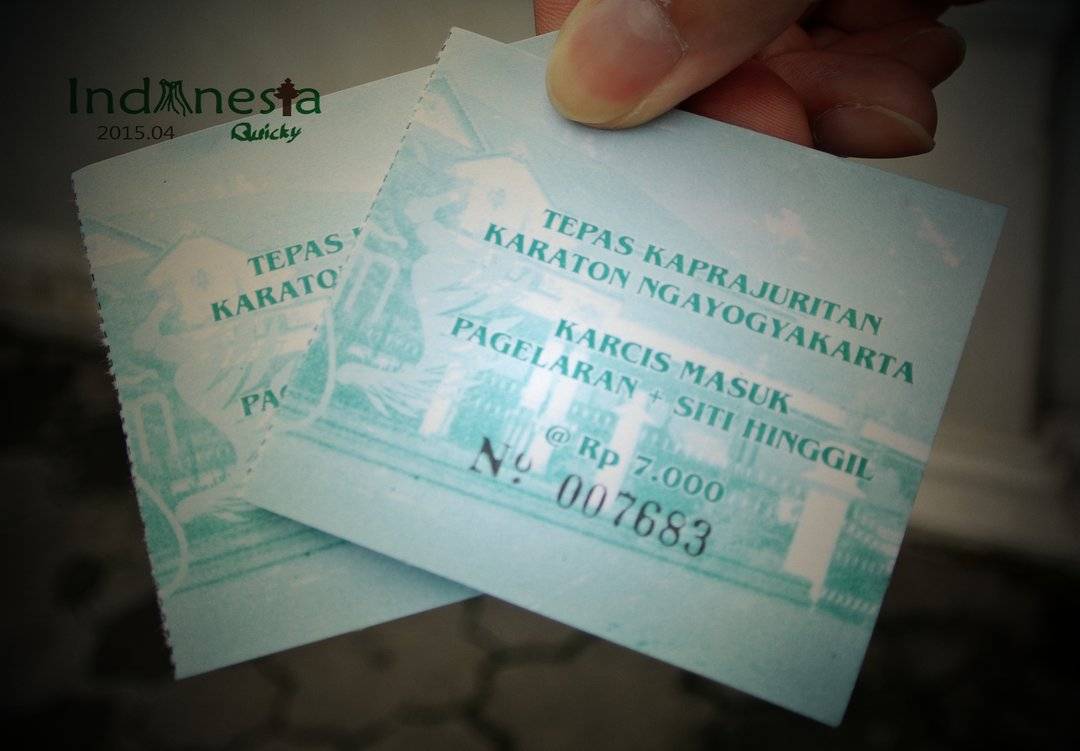 Indonesia
2015.04 Quicky
TEPAS
KARATO
PAG
TEPAS KAPRAJURITAN
KARATON NGAYOGYAKARTA
KARCIS MASUK
PAGELARAN + SITI HINGGIL
@ Rp 7.000
No. 007683